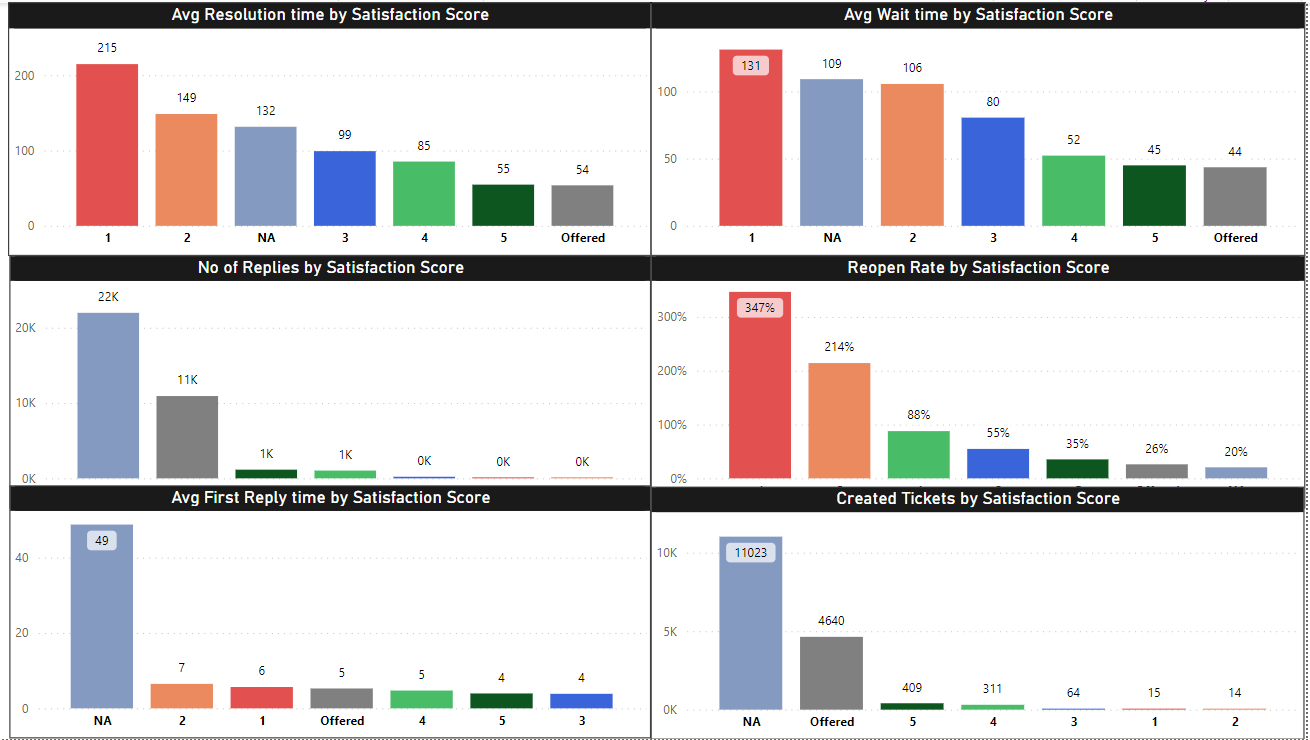 Avg Resolution time by Satisfaction Score
215
149
132
99
85
55
54
200
100
0
1 2 NA 3 4 5 Offered
Avg Wait time by Satisfaction Score
131
109
106
80
52
45
44
100
50
0
1 NA 2 3 4 5 Offered
No of Replies by Satisfaction Score
22K
11K
1K
1K
0K
0K
0K
20K
10K
0K
Reopen Rate by Satisfaction Score
347%
214%
88%
55%
35%
26%
20%
300%
200%
100%
0%
Avg First Reply time by Satisfaction Score
49
7
6
5
5
4
4
40
20
0
NA 2 1 Offered 4 5 3
Created Tickets by Satisfaction Score
11023
4640
409
311
64
15
14
10K
5K
0K
NA Offered 5 4 3 1 2